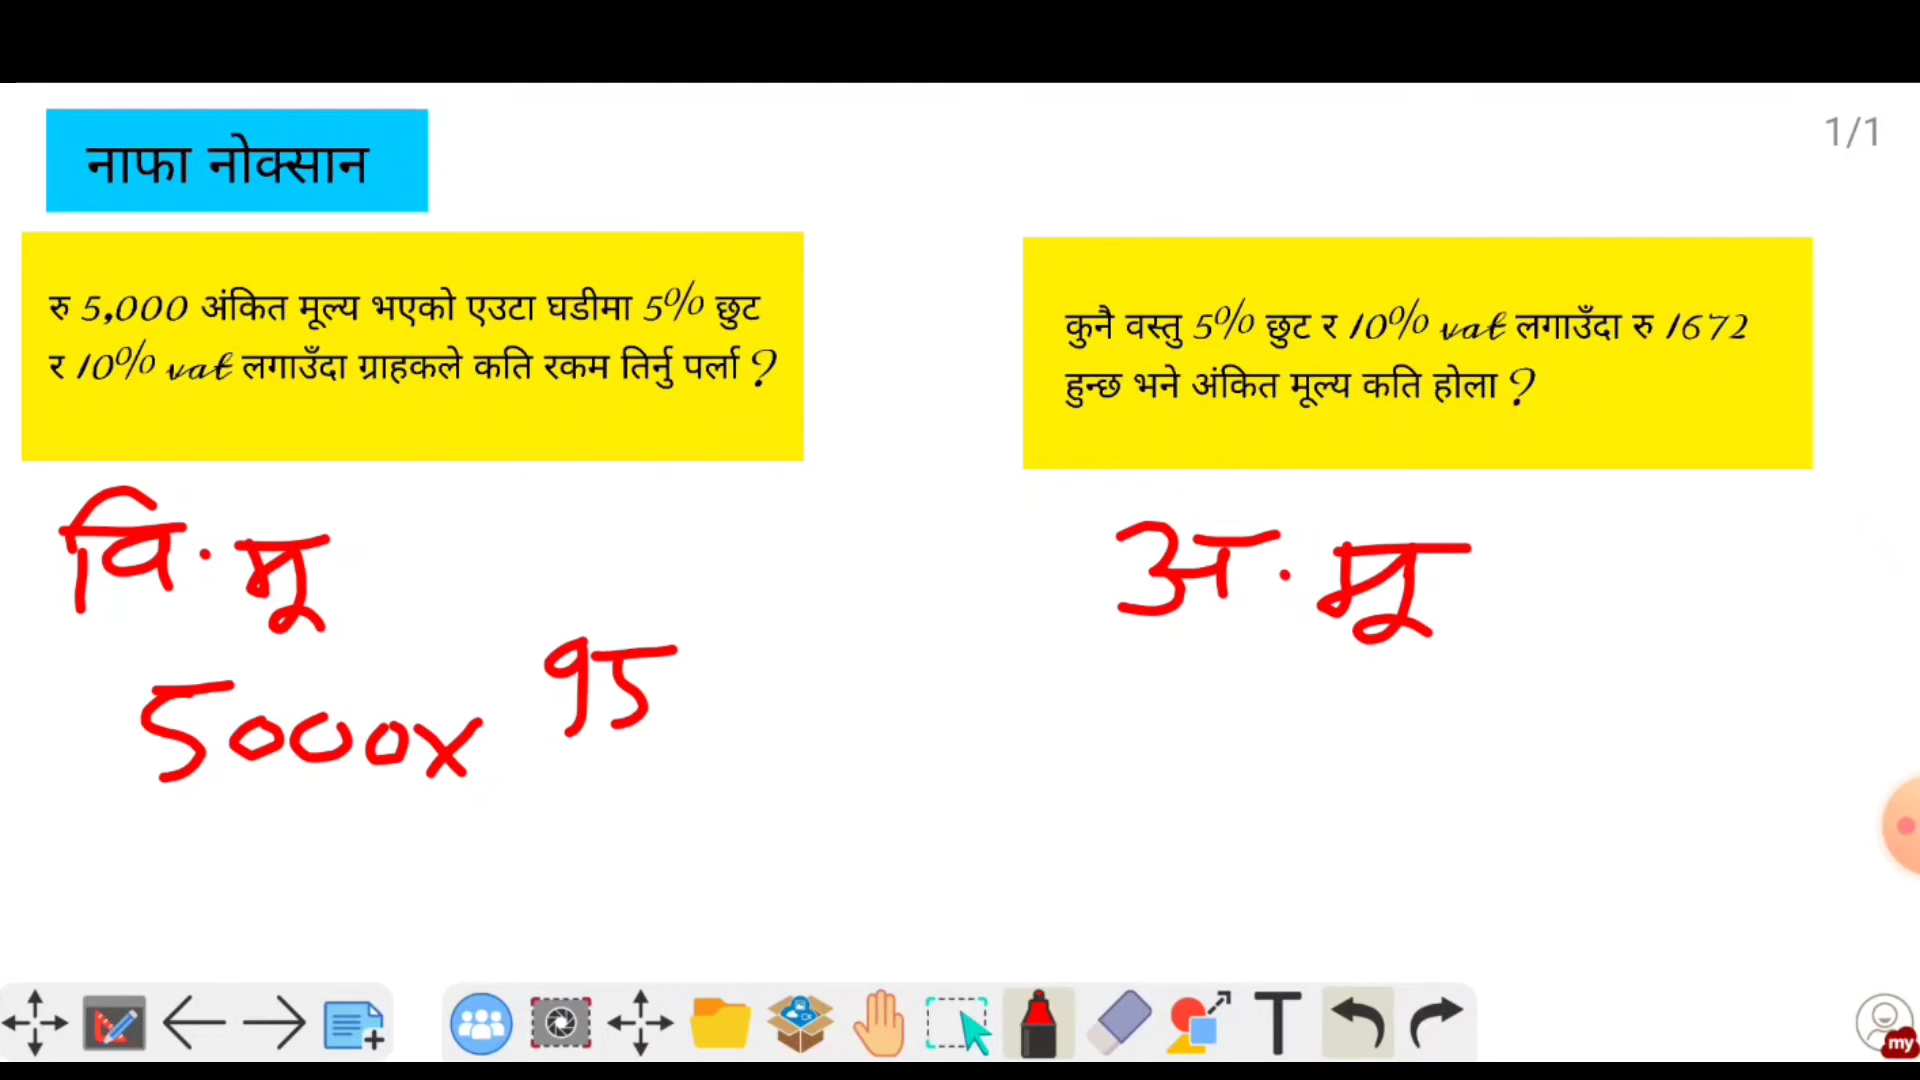 नाफा नोक्सान
1/1
रु 5,000 अंकित मूल्य भएको एउटा घडीमा 5% छुट
र 10% vat लगाउँदा ग्राहकले कति रकम तिर्नु पर्ला ?
कुनै वस्तु 5% छुट र 10% vat लगाउँदा रु 1672
हुन्छ भने अंकित मूल्य कति होला ?
वि. मू
5000x 95
अ. मू
T
my